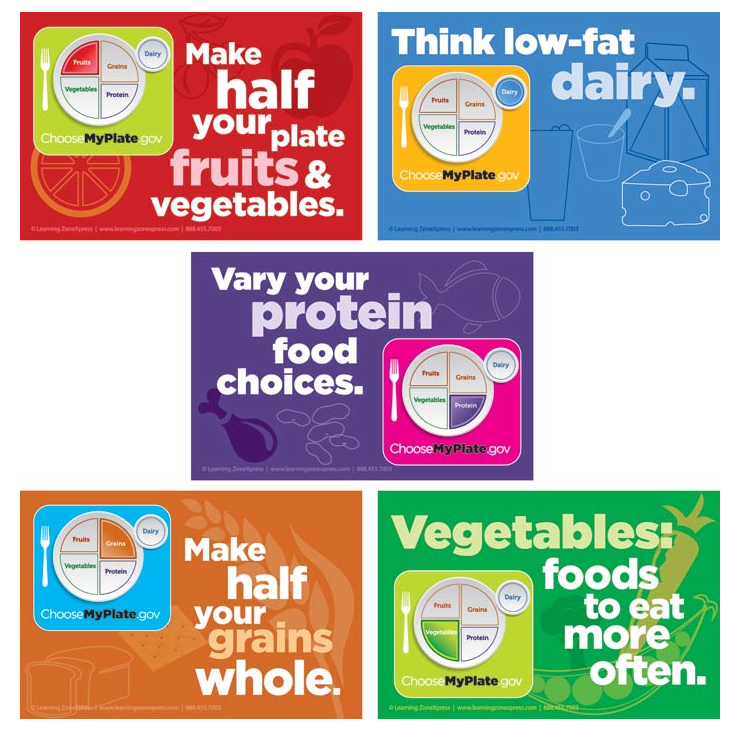 Make
half
your plate
fruits &
vegetables.
Fruits
Grains
Dairy
Vegetables
Protein
ChooseMyPlate.gov
© Learning ZoneXpress | www.learningzonexpress.com | 888.455.7003
Think low-fat
dairy.
Fruits
Grains
Dairy
Vegetables
Protein
ChooseMyPlate.gov
© Learning ZoneXpress | www.learningzonexpress.com | 888.455.7003
Vary your
protein
food
choices.
Fruits
Grains
Dairy
Vegetables
Protein
ChooseMyPlate.gov
© Learning ZoneXpress | www.learningzonexpress.com | 888.455.7003
Make
half
your
grains
whole.
Fruits
Grains
Dairy
Vegetables
Protein
ChooseMyPlate.gov
© Learning ZoneXpress | www.learningzonexpress.com | 888.455.7003
Vegetables:
foods
to eat
more
often.
Fruits
Grains
Dairy
Vegetables
Protein
ChooseMyPlate.gov
© Learning ZoneXpress | www.learningzonexpress.com | 888.455.7003